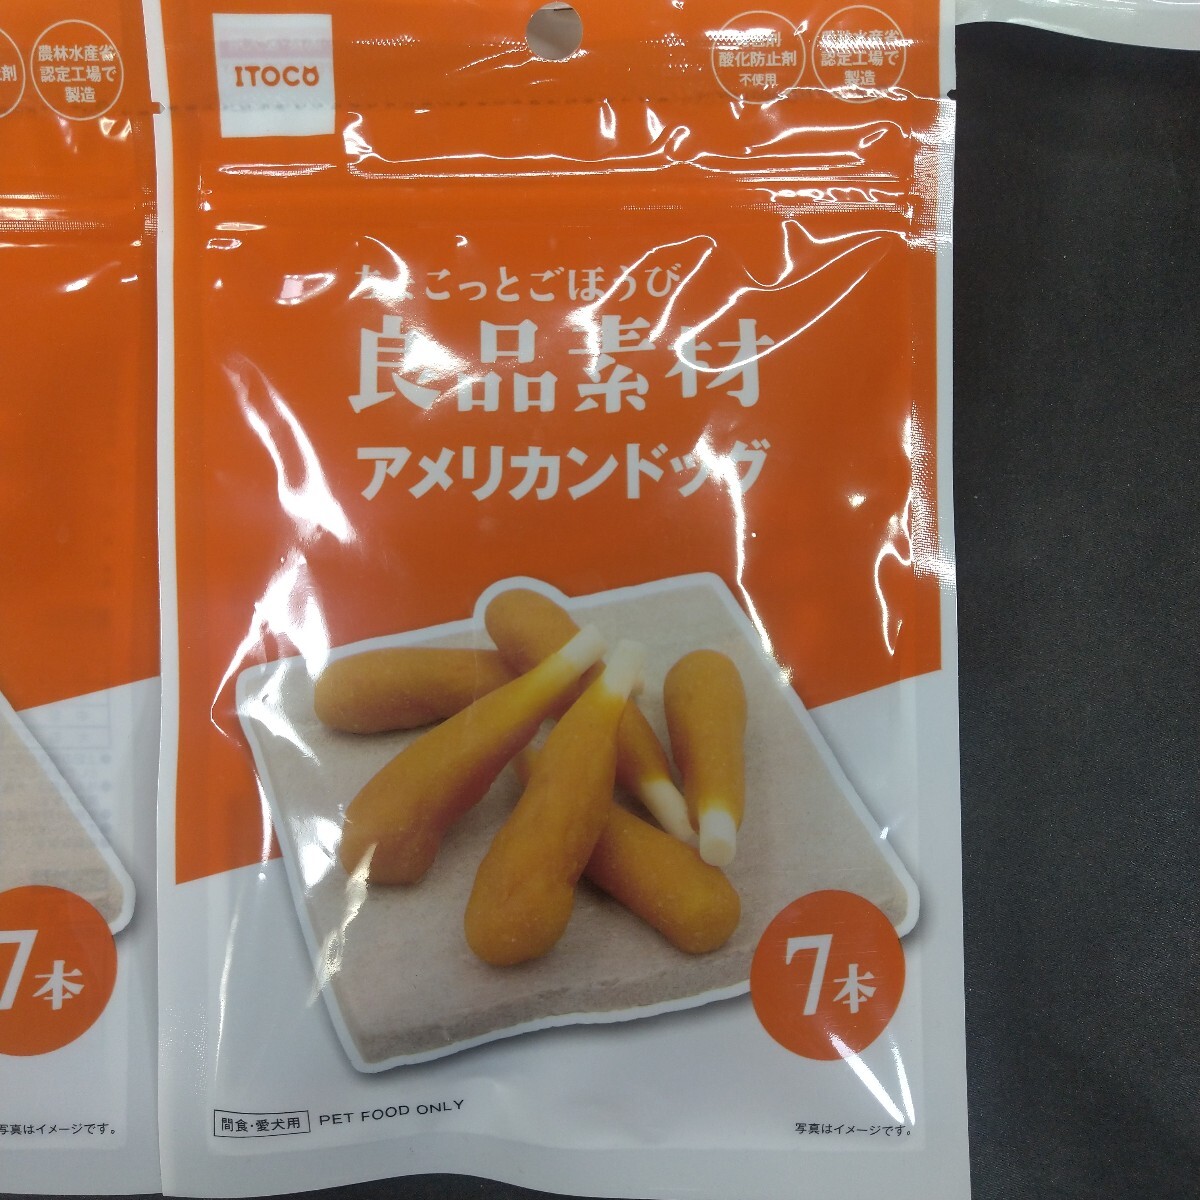 剤
農林水産省
認定工場で
製造
ITOCO
酸化防止剤
不使用
農林水産省
認定工場で
製造
ちょこっとごほうび
良品素材
アメリカンドッグ
7本
7本
間食・愛犬用
PET FOOD ONLY
写真はイメージです。
写真はイメージです。